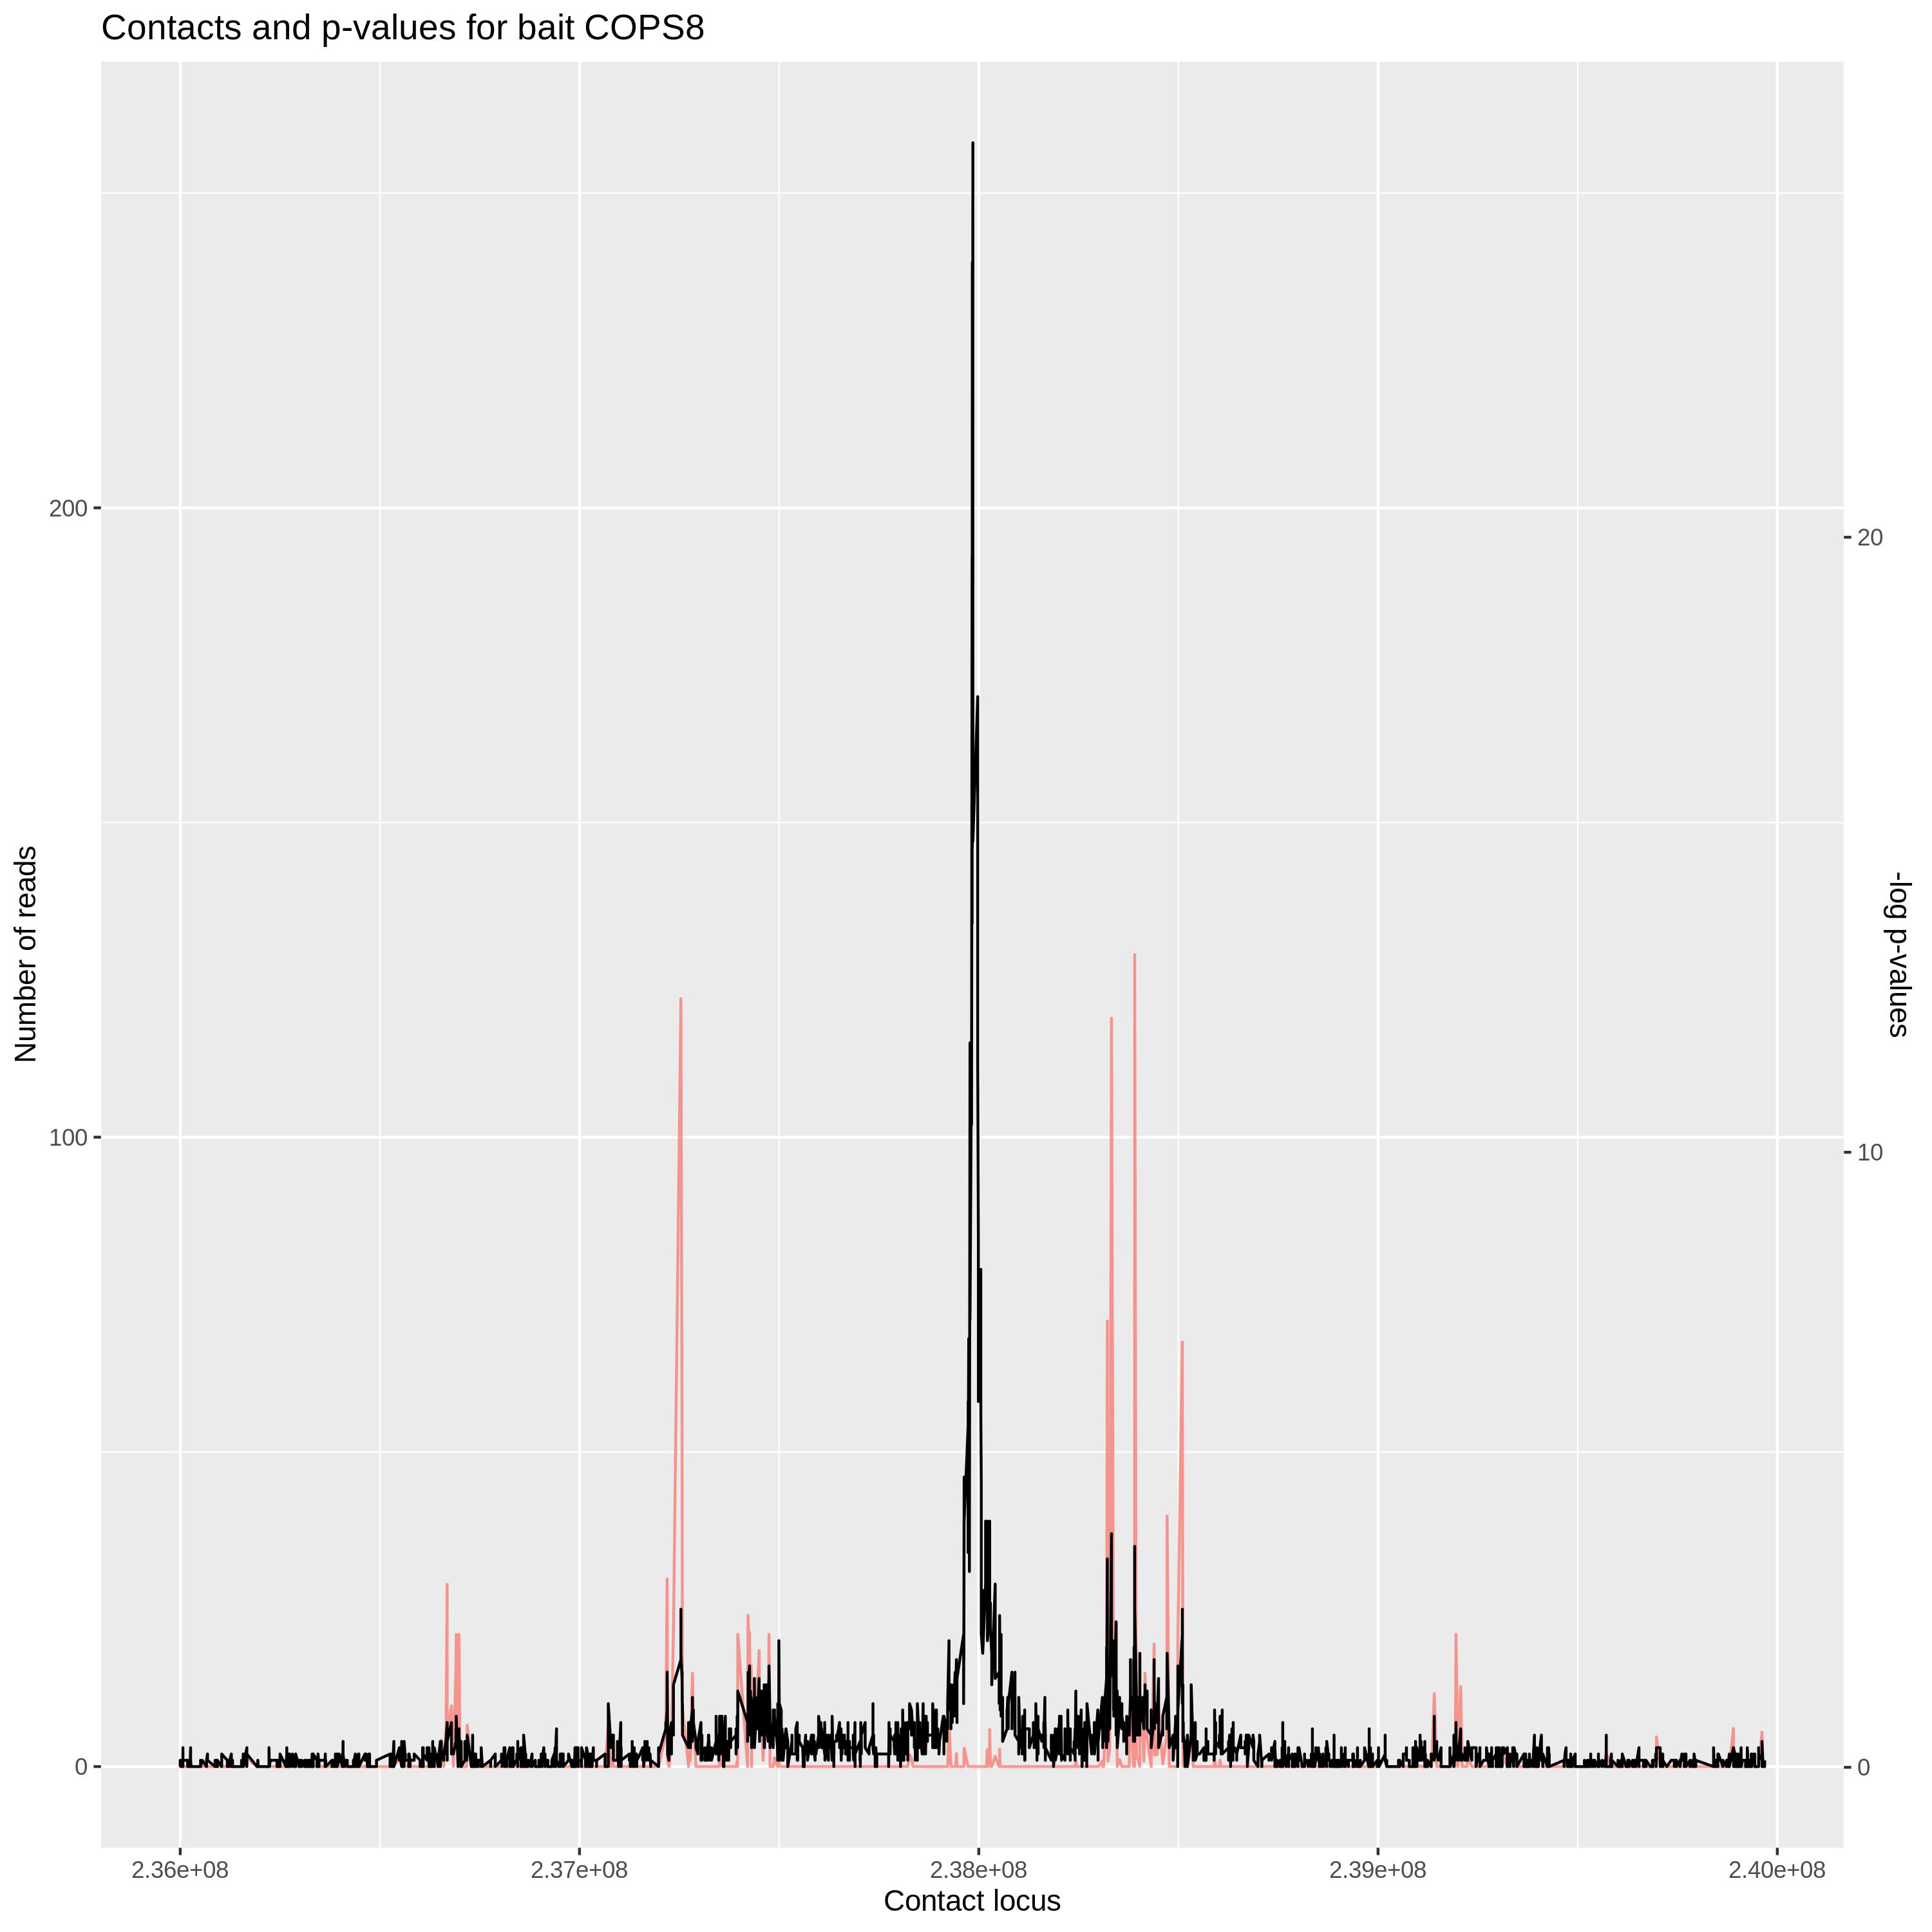 Contacts and p-values for bait COPS8
200
100
0
Number of reads
20
10
0
-log p-values
2.36e+08 2.37e+08 2.38e+08 2.39e+08 2.40e+08
Contact locus